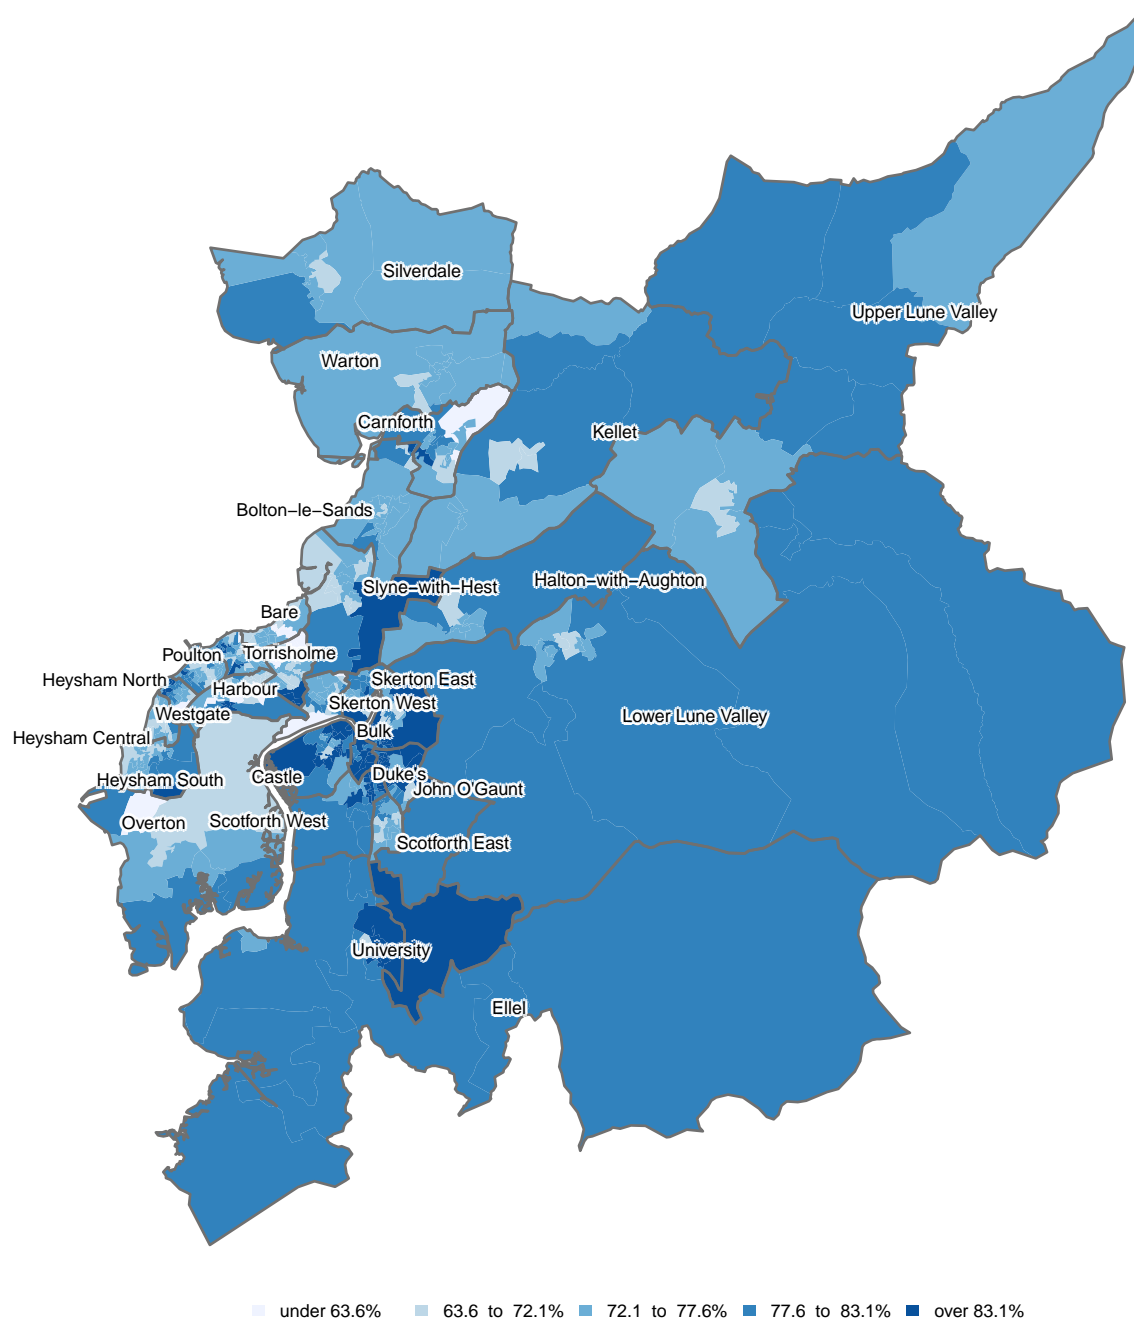 Silverdale
Upper Lune Valley
Warton
Carnforth
Kellet
Bolton−le−Sands
Slyne−with−Hest
Halton−with−Aughton
Bare
Poulton
Torrisholme
Heysham North
Harbour
Skerton East
Skerton West
Westgate
Lower Lune Valley
Heysham Central
Bulk
Heysham South
Castle
Duke's
John O'Gaunt
Overton
Scotforth West
Scotforth East
University
Ellel
under 63.6% 63.6 to 72.1% 72.1 to 77.6% 77.6 to 83.1% over 83.1%